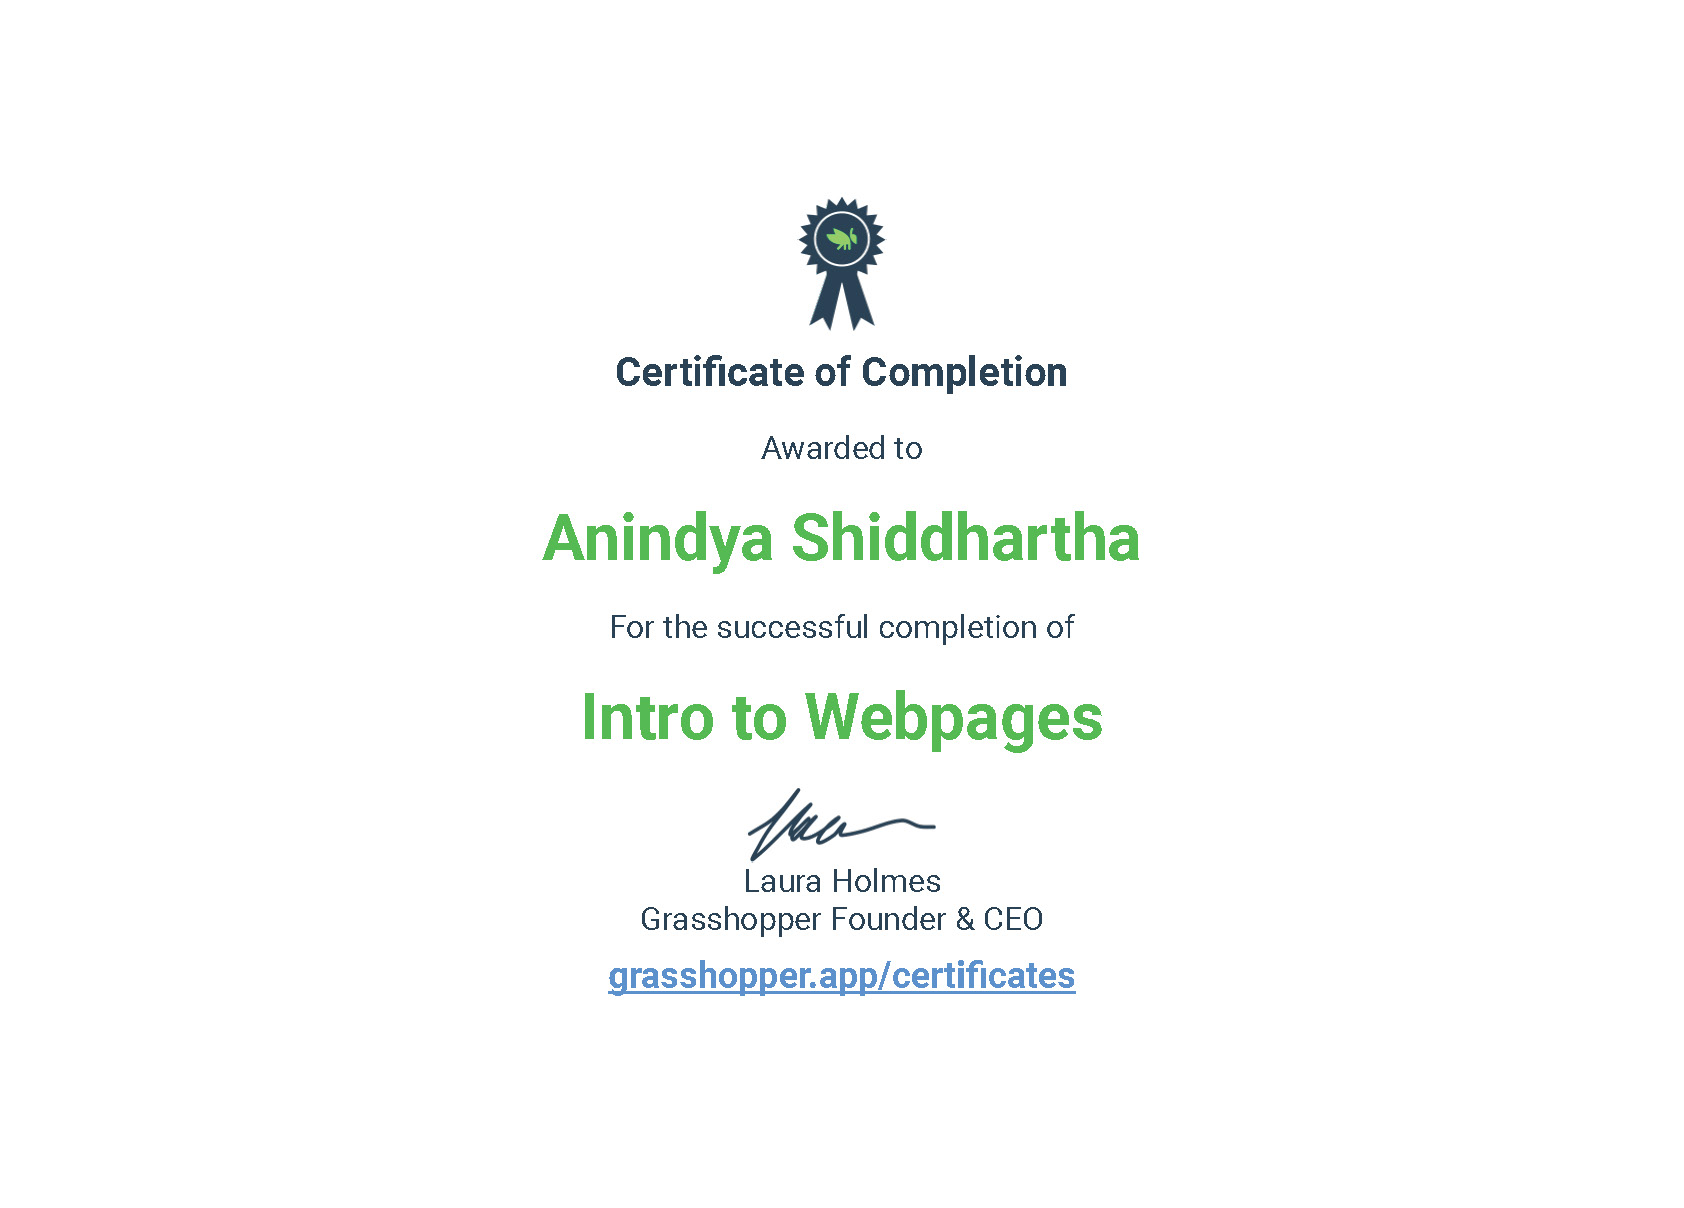 Certificate of Completion
Awarded to
Anindya Shiddhartha
For the successful completion of
Intro to Webpages
Laura Holmes
Grasshopper Founder & CEO
grasshopper.app/certificates